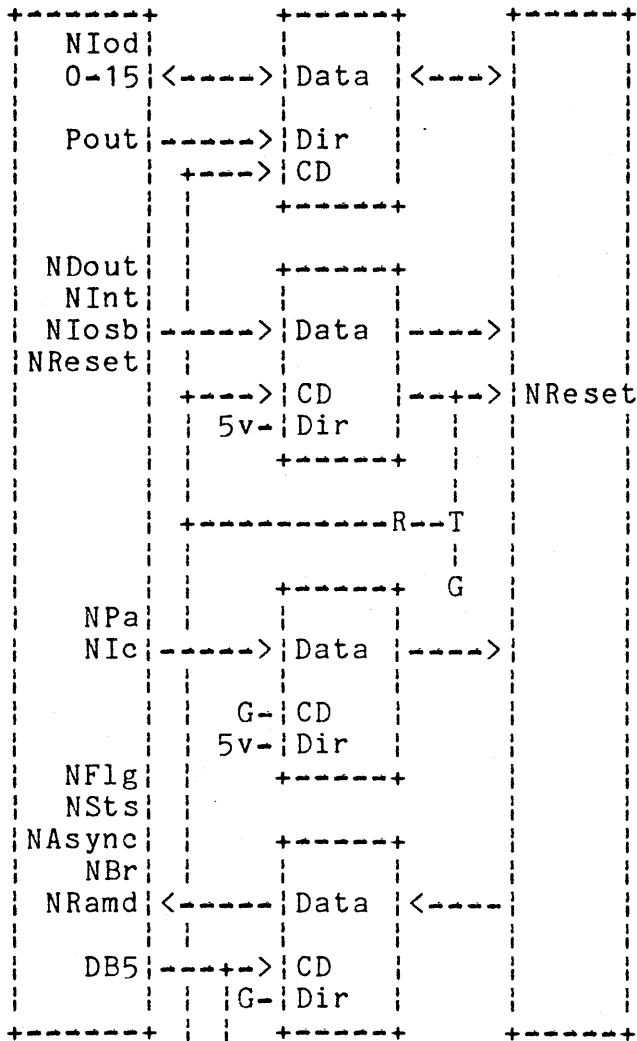 NIod
0-15 Data
Pout Dir
CD
NDout
NInt
NIosb Data
NReset
CD NReset
5v- Dir
R T
G
NPa
NIc Data
G- CD
5v- Dir
NFlg
NSts
NAsync
NBr
NRamd Data
DB5 CD
G- Dir